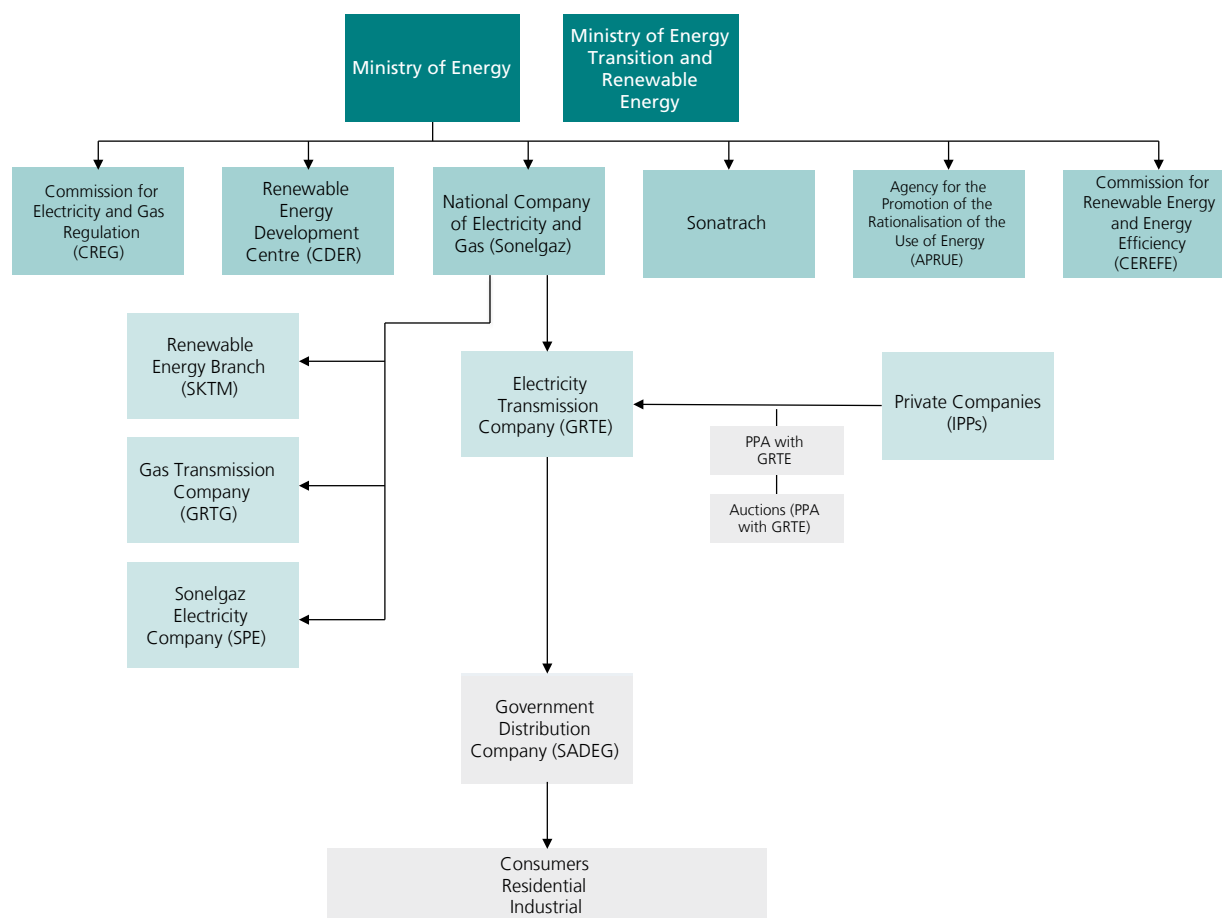 Ministry of Energy
Ministry of Energy
Transition and
Renewable
Energy
Commission for
Electricity and Gas
Regulation
(CREG)
Renewable
Energy
Development
Centre (CDER)
National Company
of Electricity and
Gas (Sonelgaz)
Sonatrach
Agency for the
Promotion of the
Rationalisation of the
Use of Energy
(APRUE)
Commission for
Renewable Energy
and Energy
Efficiency
(CEREFE)
Renewable
Energy Branch
(SKTM)
Electricity
Transmission
Company (GRTE)
Private Companies
(IPPs)
PPA with
GRTE
Gas Transmission
Company
(GRTG)
Auctions (PPA
with GRTE)
Sonelgaz
Electricity
Company (SPE)
Government
Distribution
Company (SADEG)
Consumers
Residential
Industrial